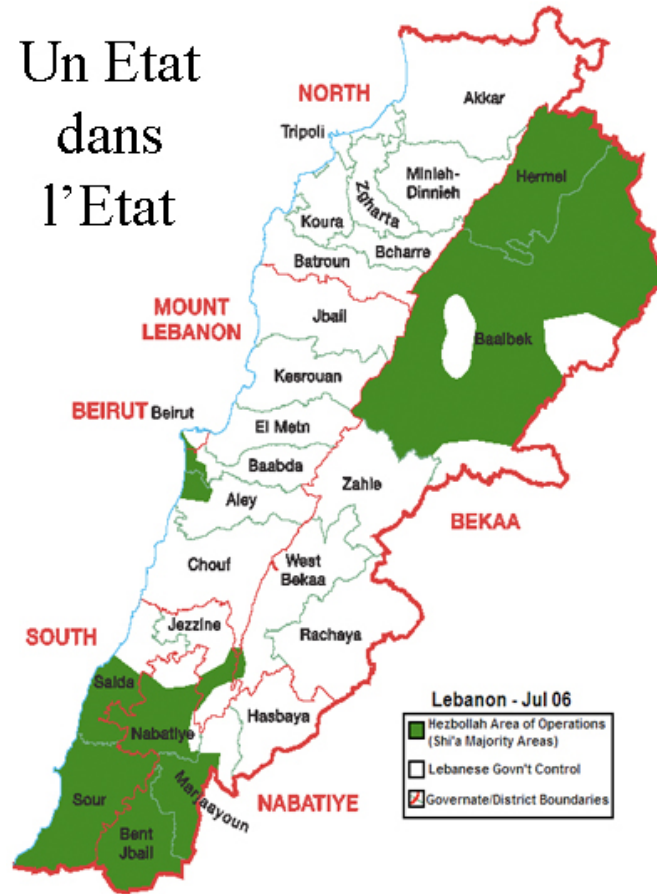 Un Etat
dans
l'Etat
NORTH
Akkar
Tripoli
Minieh-
Dinnieh
Zgharta
Hermel
Koura
Bcharre
Batroun
MOUNT
LEBANON
Jbail
Baalbek
Kesrouan
BEIRUT Beirut
El Metn
Baabda
Zahle
Aley
BEKAA
Chouf
West
Bekaa
Jezzine
SOUTH
Rachaya
Saida
Hasbaya
Nabatiye
Marjaayoun
NABATIYE
Sour
Bent
Jbail
Lebanon - Jul 06
Hezbollah Area of Operations
(Shi'a Majority Areas)
Lebanese Govn't Control
Governate/District Boundaries